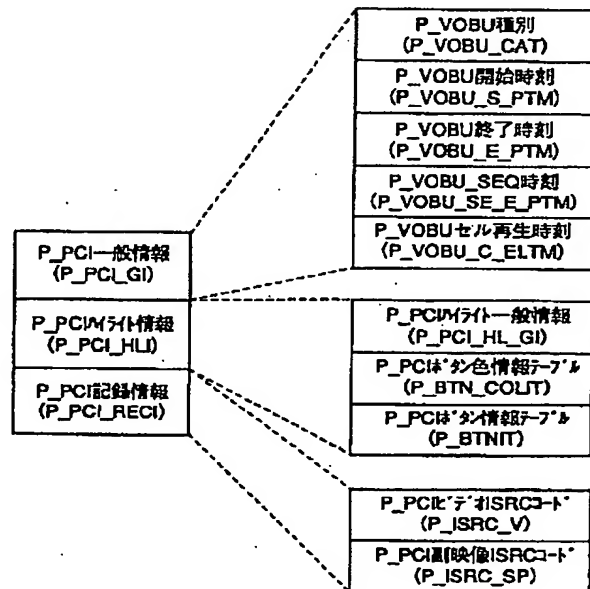 P_VOBU種別
(P_VOBU_CAT)
P_VOBU開始時刻
(P_VOBU_S_PTM)
P_VOBU終了時刻
(P_VOBU_E_PTM)
P_VOBU_SEQ時刻
(P_VOBU_SE_E_PTM)
P_VOBUセル再生時刻
(P_VOBU_C_ELTM)
P_PCI一般情報
(P_PCI_GI)
P_PCIハイライト情報
(P_PCI_HLI)
P_PCI記録情報
(P_PCI_RECI)
P_PCIハイライト一般情報
(P_PCI_HL_GI)
P_PCIボタン色情報テーブル
(P_BTN_COLIT)
P_PCIボタン情報テーブル
(P_BTNIT)
P_PCIビデオISRCコード
(P_ISRC_V)
P_PCI副映像ISRCコード
(P_ISRC_SP)